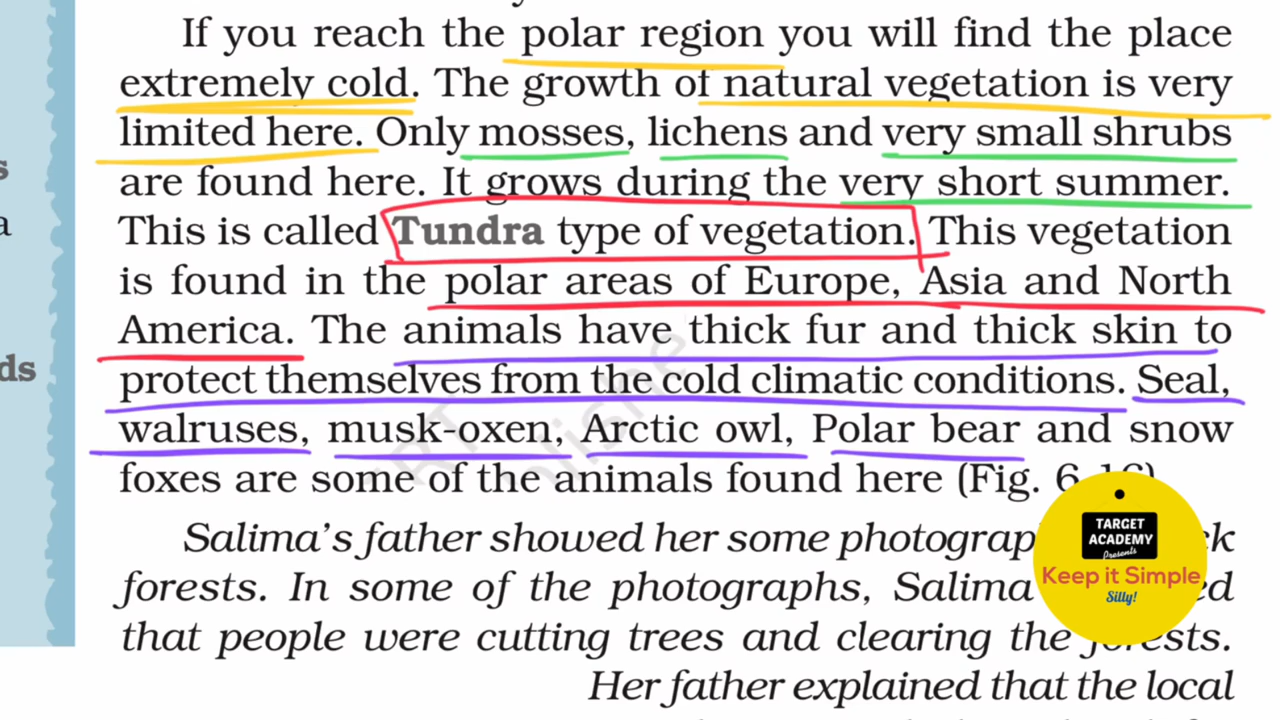 If you reach the polar region you will find the place
extremely cold. The growth of natural vegetation is very
limited here. Only mosses, lichens and very small shrubs
are found here. It grows during the very short summer.
This is called Tundra type of vegetation. This vegetation
is found in the polar areas of Europe, Asia and North
America. The animals have thick fur and thick skin to
protect themselves from the cold climatic conditions. Seal,
walruses, musk-oxen, Arctic owl, Polar bear and snow
foxes are some of the animals found here (Fig.
Salima's father showed her some
forests. In some of the photographs, Salima
that people were cutting trees and clearing the
Her father explained that the local
ds
TARGET
ACADEMY
Presents
Keep it Simple
Silly!